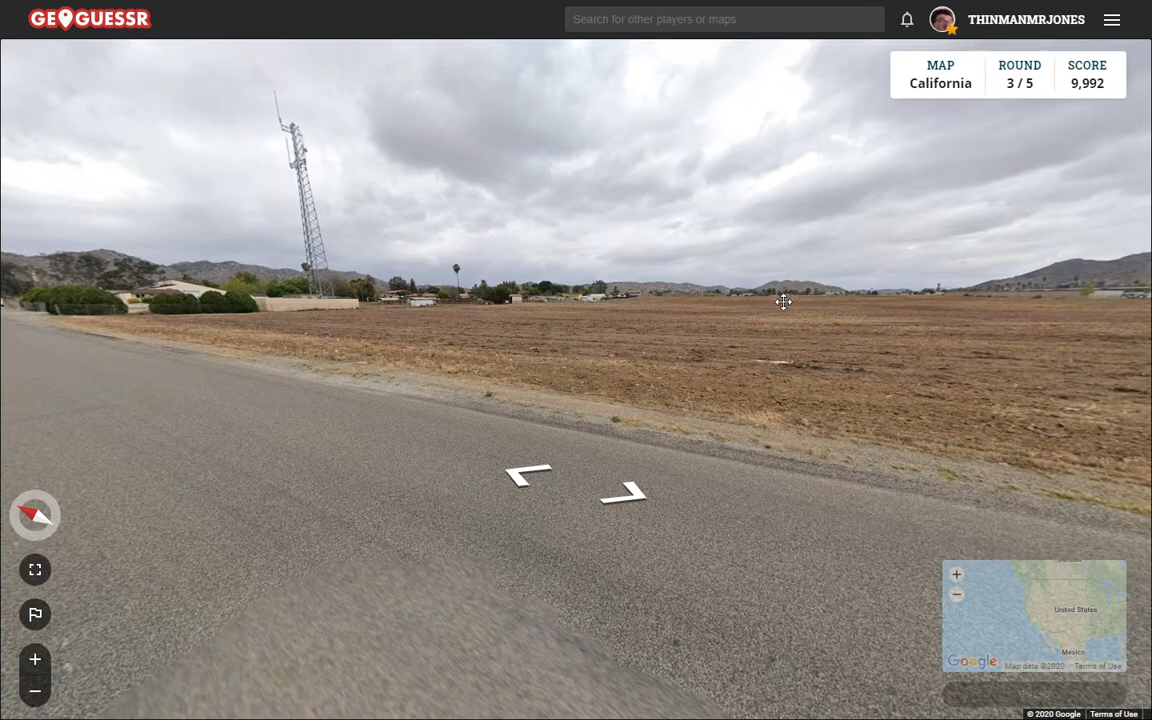 GEOGUESSR
Search for other players or maps
THINMANMRJONES
MAP ROUND SCORE
California 3 / 5 9,992
United States
Mexico
Google Map data ©2020 Terms of Use
© 2020 Google Terms of Use